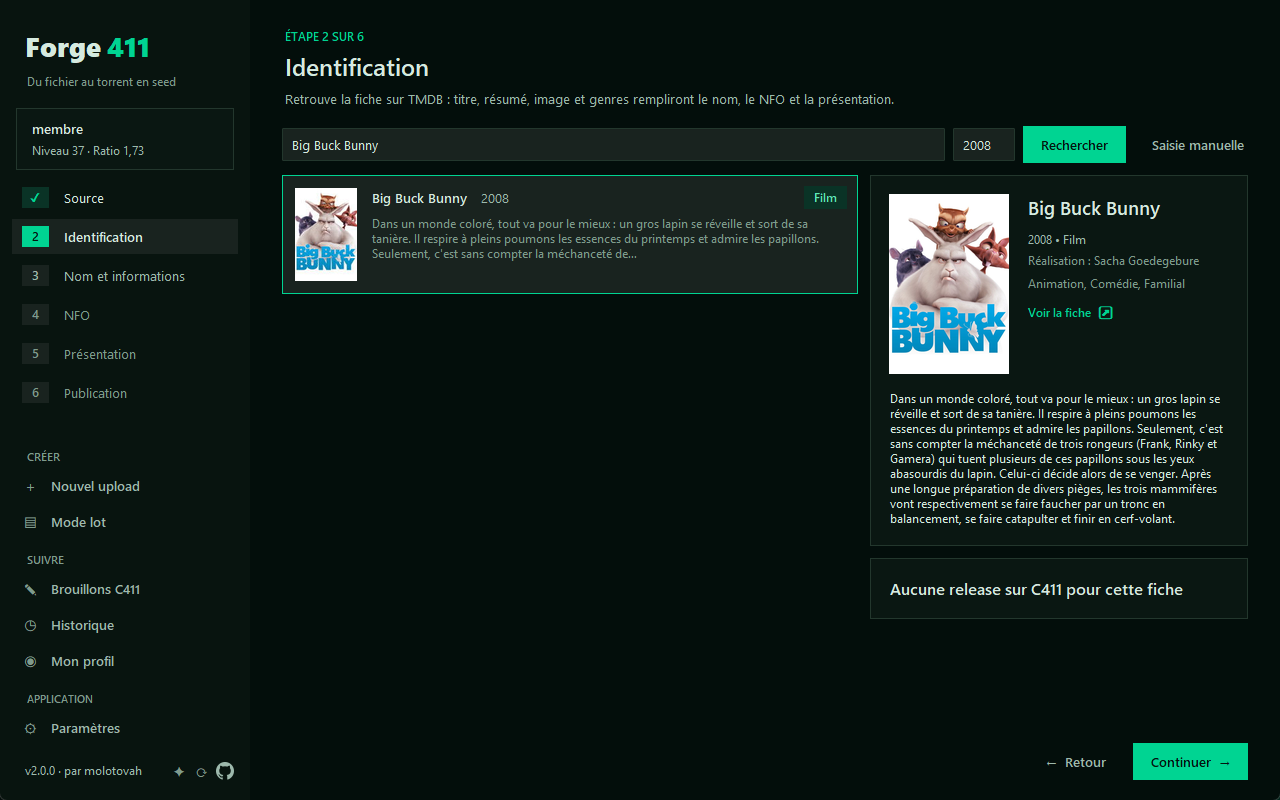 Forge 411
Du fichier au torrent en seed
membre
Niveau 37 · Ratio 1,73
✓ Source
2 Identification
3 Nom et informations
4 NFO
5 Présentation
6 Publication
CRÉER
+ Nouvel upload
Mode lot
SUIVRE
Brouillons C411
Historique
Mon profil
APPLICATION
Paramètres
v2.0.0 · par molotovah
ÉTAPE 2 SUR 6
Identification
Retrouve la fiche sur TMDB : titre, résumé, image et genres rempliront le nom, le NFO et la présentation.
Big Buck Bunny
2008
Rechercher
Saisie manuelle
Big Buck
BUNNY
Big Buck Bunny 2008
Film
Dans un monde coloré, tout va pour le mieux : un gros lapin se réveille et sort de sa
tanière. Il respire à pleins poumons les essences du printemps et admire les papillons.
Seulement, c'est sans compter la méchanceté de...
Big Buck
BUNNY
Big Buck Bunny
2008 • Film
Réalisation : Sacha Goedegebure
Animation, Comédie, Familial
Voir la fiche
Dans un monde coloré, tout va pour le mieux : un gros lapin se
réveille et sort de sa tanière. Il respire à pleins poumons les
essences du printemps et admire les papillons. Seulement, c'est
sans compter la méchanceté de trois rongeurs (Frank, Rinky et
Gamera) qui tuent plusieurs de ces papillons sous les yeux
abasourdis du lapin. Celui-ci décide alors de se venger. Après
une longue préparation de divers pièges, les trois mammifères
vont respectivement se faire faucher par un tronc en
balancement, se faire catapulter et finir en cerf-volant.
Aucune release sur C411 pour cette fiche
← Retour
Continuer →